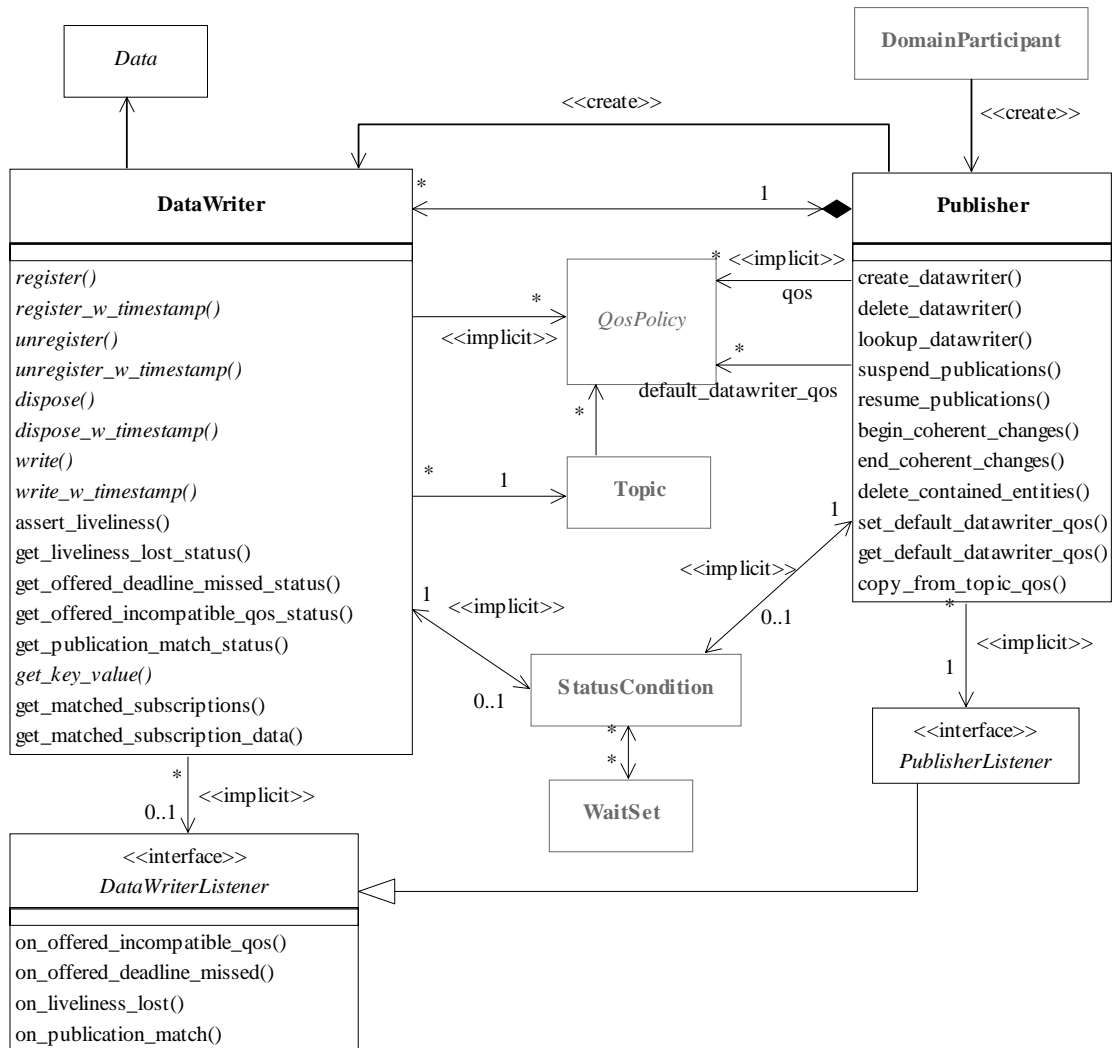 Data
DomainParticipant
<<create>>
<<create>>
DataWriter
*
1
Publisher
register()
register_w_timestamp()
unregister()
unregister_w_timestamp()
dispose()
dispose_w_timestamp()
write()
write_w_timestamp()
assert_liveliness()
get_liveliness_lost_status()
get_offered_deadline_missed_status()
get_offered_incompatible_qos_status()
get_publication_match_status()
get_key_value()
get_matched_subscriptions()
get_matched_subscription_data()
*
<<implicit>>
QosPolicy
* <<implicit>>
qos
*
default_datawriter_qos
*
*
1
Topic
create_datawriter()
delete_datawriter()
lookup_datawriter()
suspend_publications()
resume_publications()
begin_coherent_changes()
end_coherent_changes()
delete_contained_entities()
set_default_datawriter_qos()
get_default_datawriter_qos()
copy_from_topic_qos()
1
<<implicit>>
0..1
1
<<implicit>>
0..1
StatusCondition
*
*
WaitSet
*
<<implicit>>
1
<<interface>>
PublisherListener
*
<<implicit>>
0..1
<<interface>>
DataWriterListener
on_offered_incompatible_qos()
on_offered_deadline_missed()
on_liveliness_lost()
on_publication_match()